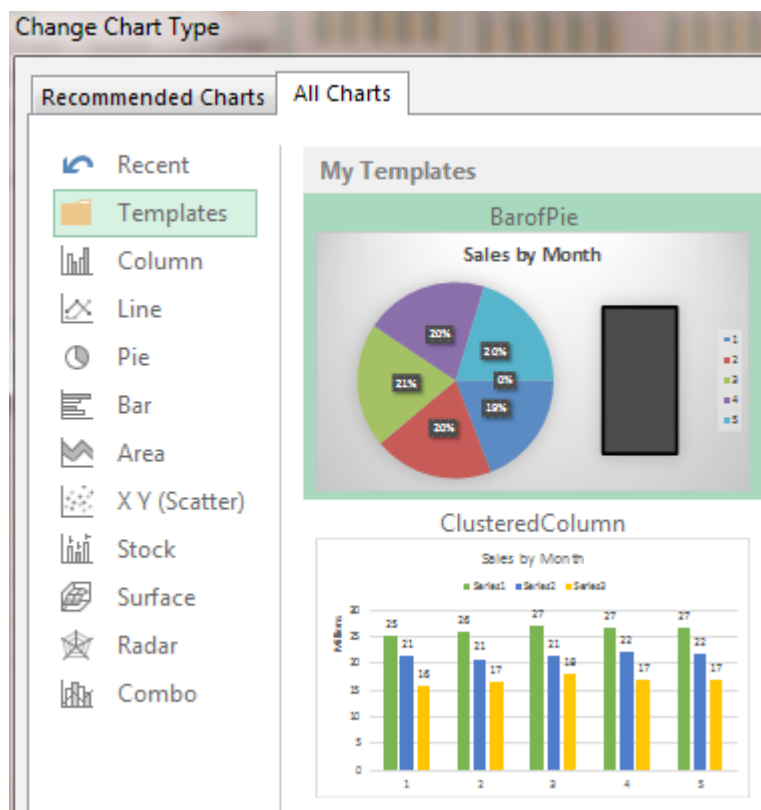 Change Chart Type
Recommended Charts
All Charts
Recent
Templates
Column
Line
Pie
Bar
Area
X Y (Scatter)
Stock
Surface
Radar
Combo
My Templates
BarofPie
Sales by Month
20%
20%
21%
0%
19%
20%
1
2
3
4
5
ClusteredColumn
Sales by Month
Series1 Series2 Series3
Millions
30
25
20
15
10
5
0
25 21 16
26 21 17
27 21 18
27 22 17
27 22 17
1 2 3 4 5